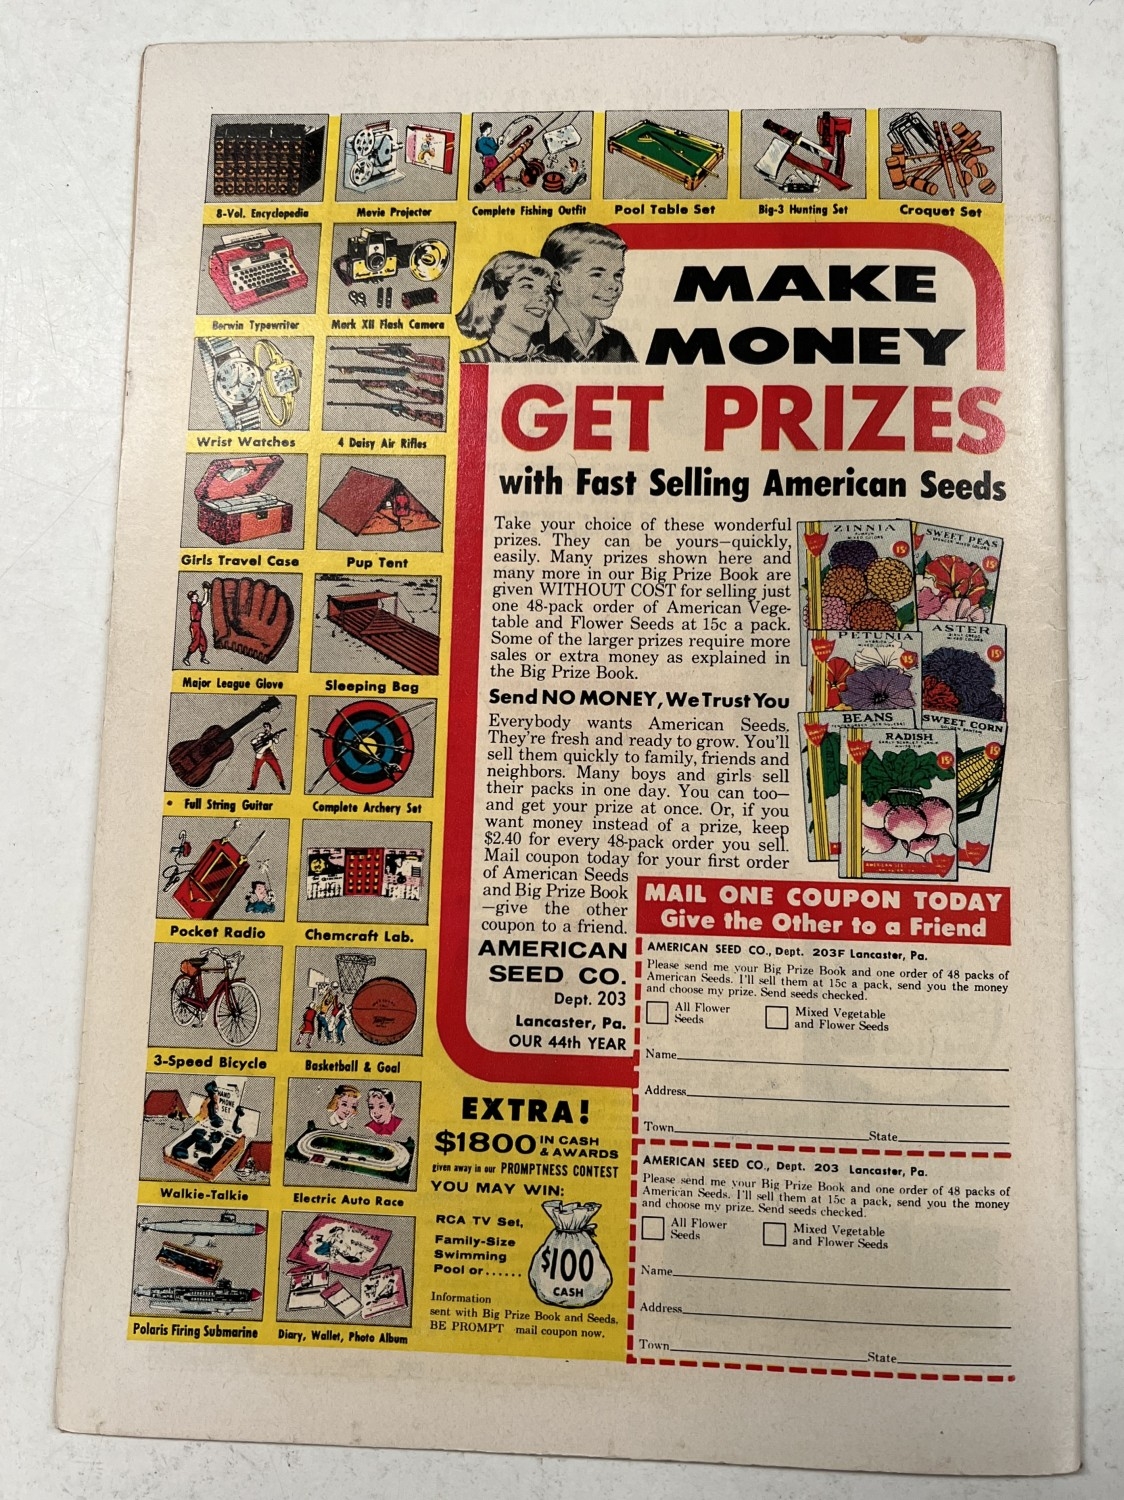 8-Vol. Encyclopedia
Movie Projector
Complete Fishing Outfit
Pool Table Set
Big-3 Hunting Set
Croquet Set
Berwin Typewriter
Mark XII Flash Camera
Wrist Watches
4 Daisy Air Rifles
Girls Travel Case
Pup Tent
Major League Glove
Sleeping Bag
Full String Guitar
Complete Archery Set
Pocket Radio
Chemcraft Lab.
3-Speed Bicycle
Basketball & Goal
HAND
PHONE
SET
Walkie-Talkie
Electric Auto Race
Polaris Firing Submarine
Diary, Wallet, Photo Album
MAKE
MONEY
GET PRIZES
with Fast Selling American Seeds
Take your choice of these wonderful
prizes. They can be yours—quickly,
easily. Many prizes shown here and
many more in our Big Prize Book are
given WITHOUT COST for selling just
one 48-pack order of American Vege-
table and Flower Seeds at 15c a pack.
Some of the larger prizes require more
sales or extra money as explained in
the Big Prize Book.
Send NO MONEY, We Trust You
Everybody wants American Seeds.
They're fresh and ready to grow. You'll
sell them quickly to family, friends and
neighbors. Many boys and girls sell
their packs in one day. You can too—
and get your prize at once. Or, if you
want money instead of a prize, keep
$2.40 for every 48-pack order you sell.
Mail coupon today for your first order
of American Seeds
and Big Prize Book
—give the other
coupon to a friend.
AMERICAN
SEED CO.
Dept. 203
Lancaster, Pa.
OUR 44th YEAR
ZINNIA
MIXED COLORS
15¢
SWEET PEAS
MIXED COLORS
15¢
PETUNIA
MIXED COLORS
15¢
ASTER
MIXED COLORS
15¢
BEANS
SWEET CORN
15¢
RADISH
15¢
MAIL ONE COUPON TODAY
Give the Other to a Friend
AMERICAN SEED CO., Dept. 203F Lancaster, Pa.
Please send me your Big Prize Book and one order of 48 packs of
American Seeds. I'll sell them at 15c a pack, send you the money
and choose my prize. Send seeds checked.
All Flower
Seeds
Mixed Vegetable
and Flower Seeds
Name
Address
Town State
AMERICAN SEED CO., Dept. 203 Lancaster, Pa.
Please send me your Big Prize Book and one order of 48 packs of
American Seeds. I'll sell them at 15c a pack, send you the money
and choose my prize. Send seeds checked.
All Flower
Seeds
Mixed Vegetable
and Flower Seeds
Name
Address
Town State
EXTRA!
$1800 IN CASH
& AWARDS
given away in our PROMPTNESS CONTEST
YOU MAY WIN:
RCA TV Set,
Family-Size
Swimming
Pool or......
$100
CASH
Information
sent with Big Prize Book and Seeds.
BE PROMPT mail coupon now.